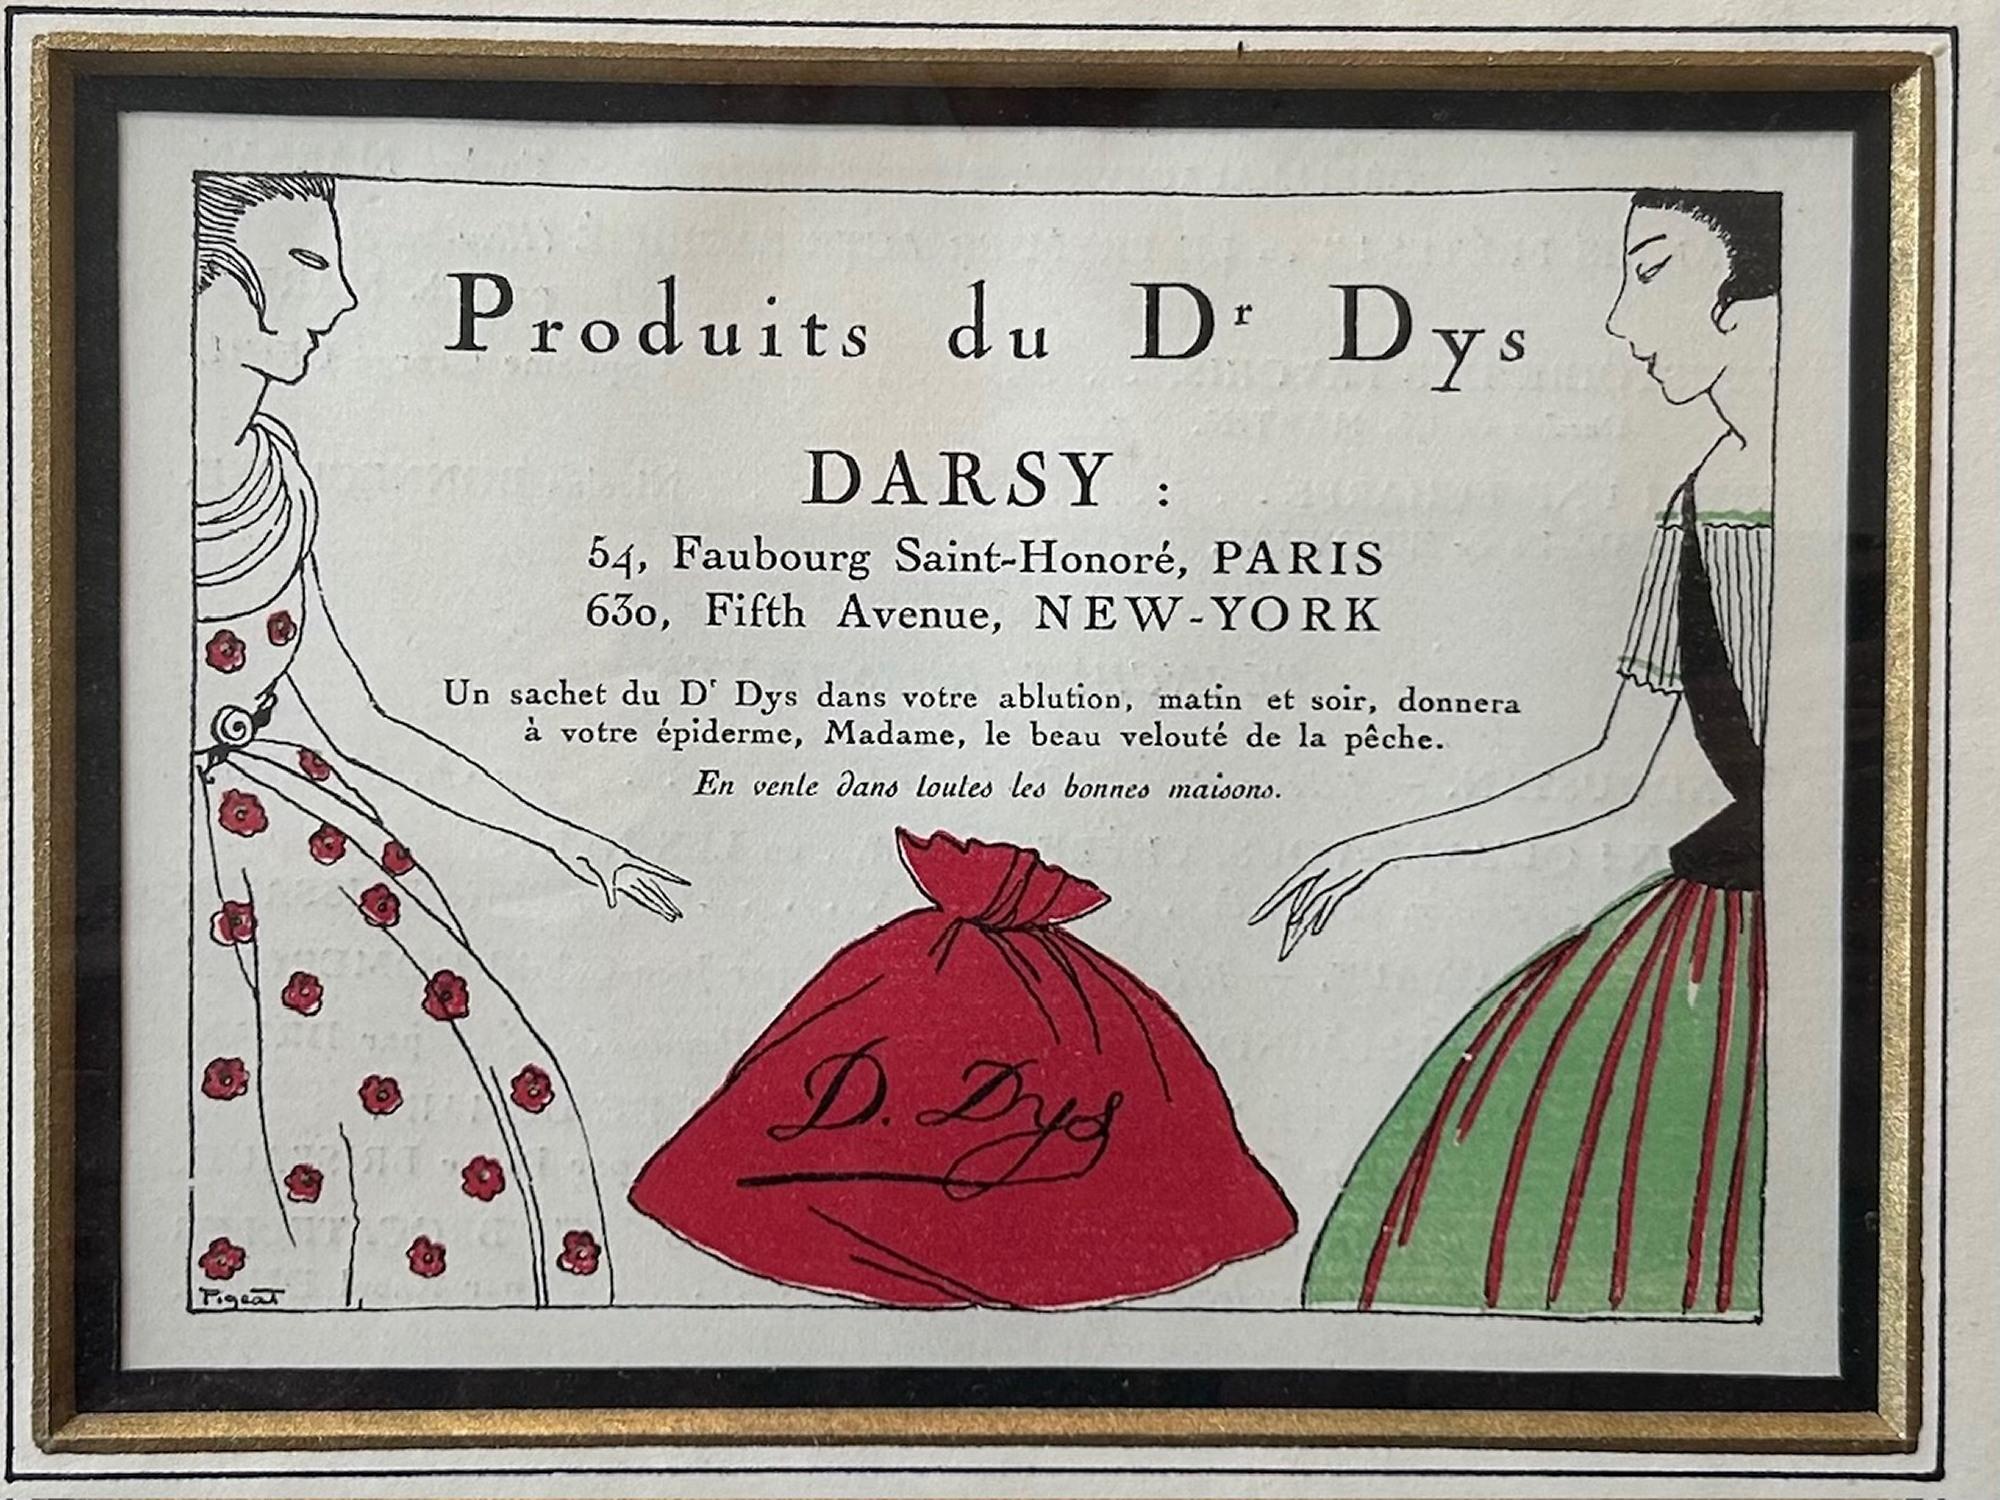 Produits du Dr Dys
DARSY :
54, Faubourg Saint-Honoré, PARIS
630, Fifth Avenue, NEW-YORK
Un sachet du Dr Dys dans votre ablution, matin et soir, donnera
à votre épiderme, Madame, le beau velouté de la pêche.
En vente dans toutes les bonnes maisons.
D. Dys
Pigeat